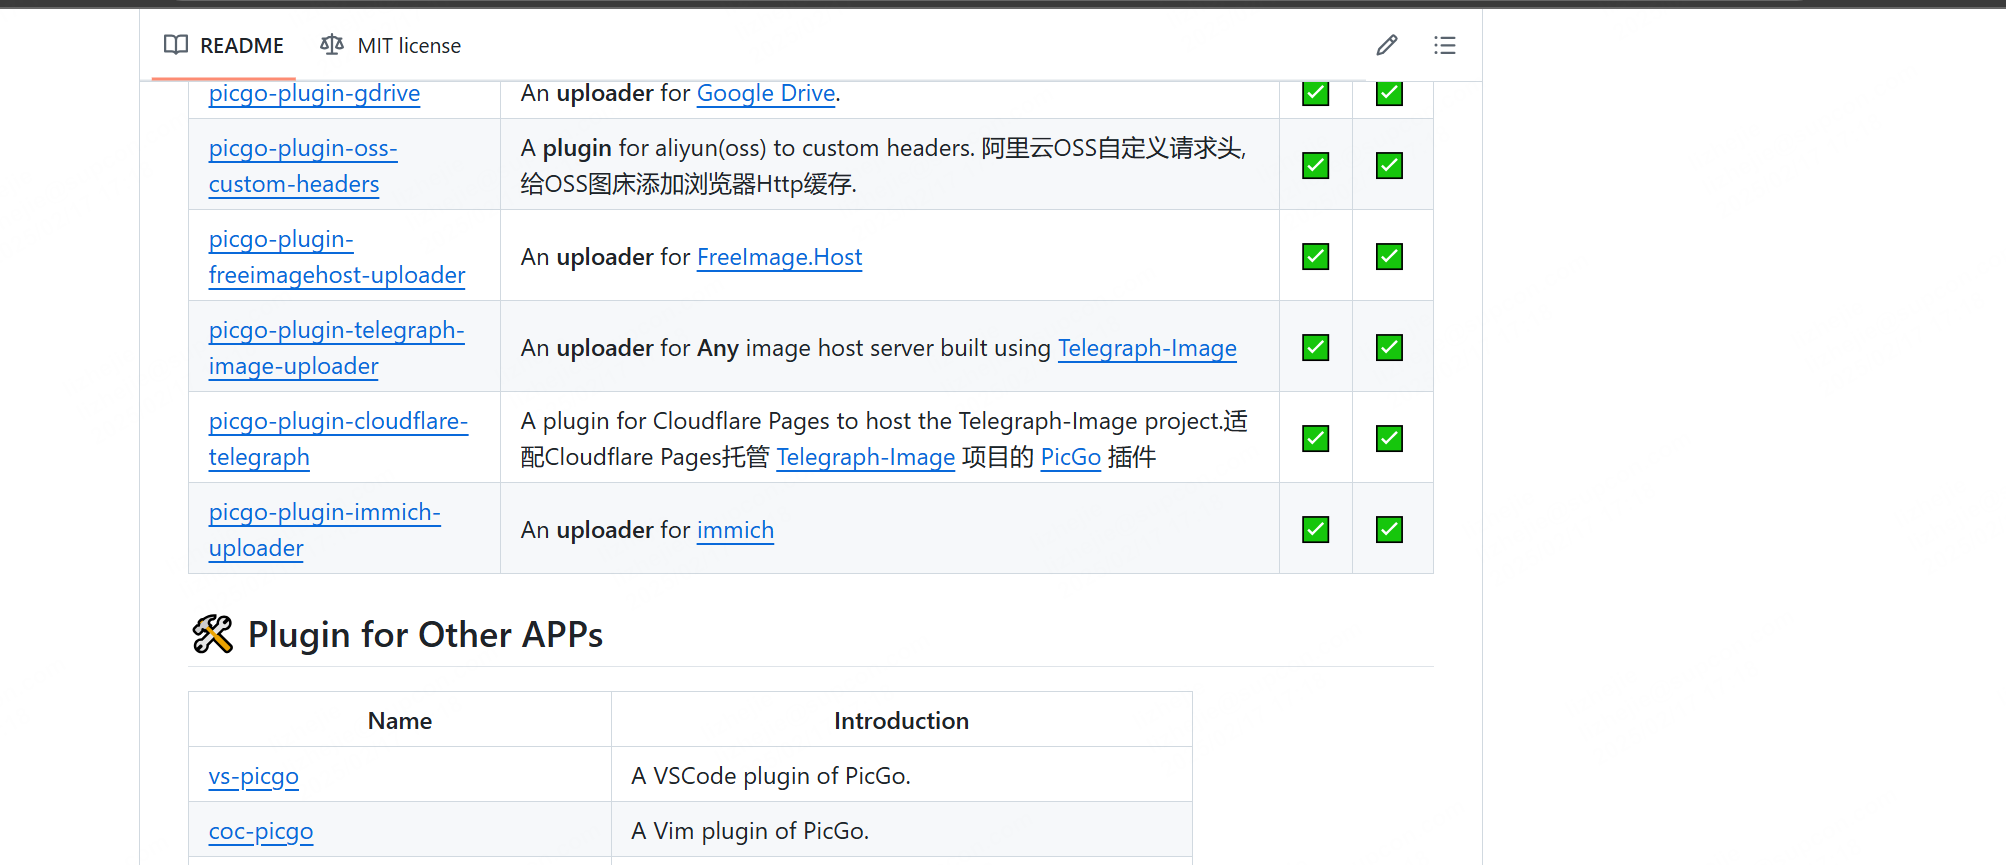 README MIT license
picgo-plugin-gdrive An uploader for Google Drive. ✅ ✅
picgo-plugin-oss-
custom-headers
A plugin for aliyun(oss) to custom headers. 阿里云OSS自定义请求头,
给OSS图床添加浏览器Http缓存.
✅ ✅
picgo-plugin-
freeimagehost-uploader
An uploader for FreeImage.Host
✅ ✅
picgo-plugin-telegraph-
image-uploader
An uploader for Any image host server built using Telegraph-Image
✅ ✅
picgo-plugin-cloudflare-
telegraph
A plugin for Cloudflare Pages to host the Telegraph-Image project.适
配Cloudflare Pages托管 Telegraph-Image 项目的 PicGo 插件
✅ ✅
picgo-plugin-immich-
uploader
An uploader for immich
✅ ✅
🛠 Plugin for Other APPs
Name Introduction
vs-picgo A VSCode plugin of PicGo.
coc-picgo A Vim plugin of PicGo.